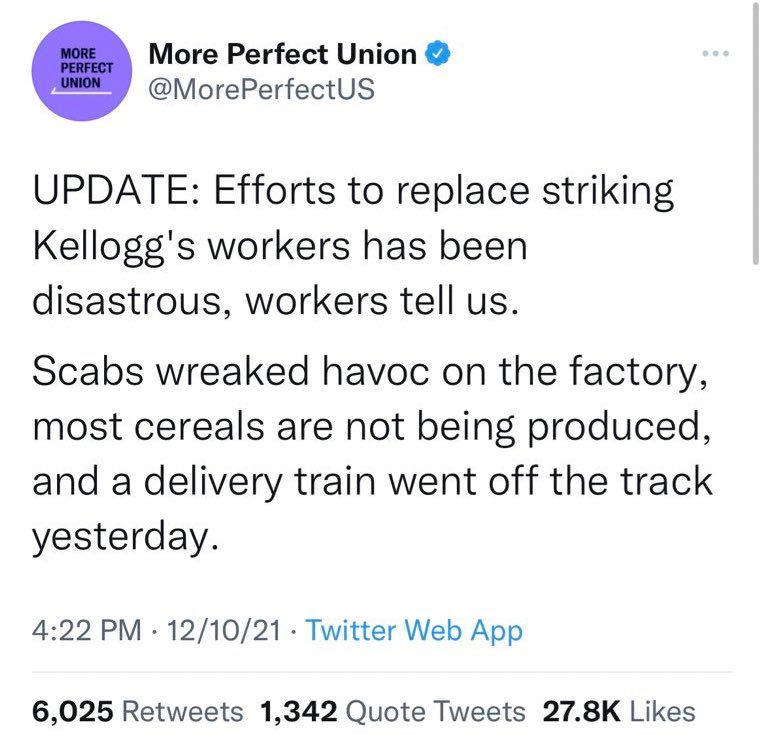 MORE
PERFECT
UNION
More Perfect Union
@MorePerfectUS
UPDATE: Efforts to replace striking
Kellogg's workers has been
disastrous, workers tell us.
Scabs wreaked havoc on the factory,
most cereals are not being produced,
and a delivery train went off the track
yesterday.
4:22 PM · 12/10/21 · Twitter Web App
6,025 Retweets 1,342 Quote Tweets 27.8K Likes